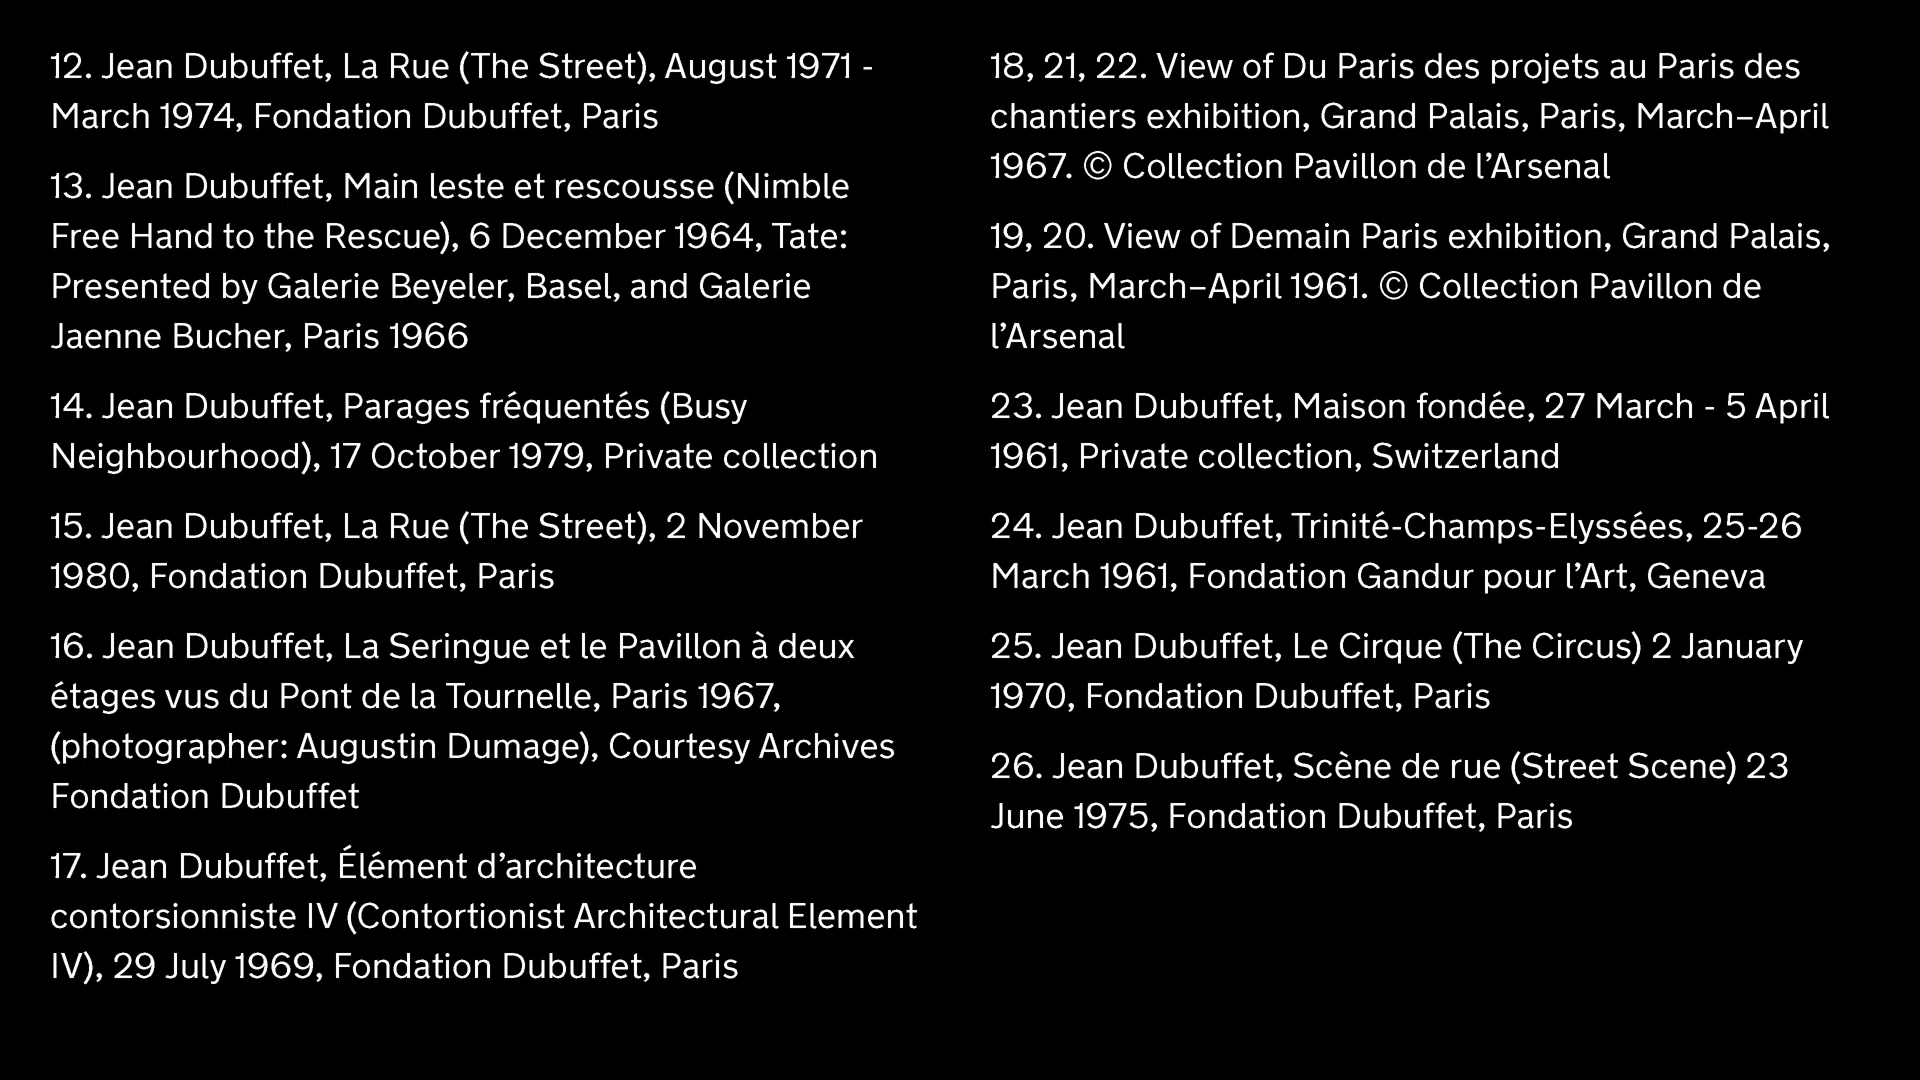 12. Jean Dubuffet, La Rue (The Street), August 1971 -
March 1974, Fondation Dubuffet, Paris
13. Jean Dubuffet, Main leste et rescousse (Nimble
Free Hand to the Rescue), 6 December 1964, Tate:
Presented by Galerie Beyeler, Basel, and Galerie
Jaenne Bucher, Paris 1966
14. Jean Dubuffet, Parages fréquentés (Busy
Neighbourhood), 17 October 1979, Private collection
15. Jean Dubuffet, La Rue (The Street), 2 November
1980, Fondation Dubuffet, Paris
16. Jean Dubuffet, La Seringue et le Pavillon à deux
étages vus du Pont de la Tournelle, Paris 1967,
(photographer: Augustin Dumage), Courtesy Archives
Fondation Dubuffet
17. Jean Dubuffet, Élément d’architecture
contorsionniste IV (Contortionist Architectural Element
IV), 29 July 1969, Fondation Dubuffet, Paris
18, 21, 22. View of Du Paris des projets au Paris des
chantiers exhibition, Grand Palais, Paris, March–April
1967. © Collection Pavillon de l’Arsenal
19, 20. View of Demain Paris exhibition, Grand Palais,
Paris, March–April 1961. © Collection Pavillon de
l’Arsenal
23. Jean Dubuffet, Maison fondée, 27 March - 5 April
1961, Private collection, Switzerland
24. Jean Dubuffet, Trinité-Champs-Elyssées, 25-26
March 1961, Fondation Gandur pour l’Art, Geneva
25. Jean Dubuffet, Le Cirque (The Circus) 2 January
1970, Fondation Dubuffet, Paris
26. Jean Dubuffet, Scène de rue (Street Scene) 23
June 1975, Fondation Dubuffet, Paris